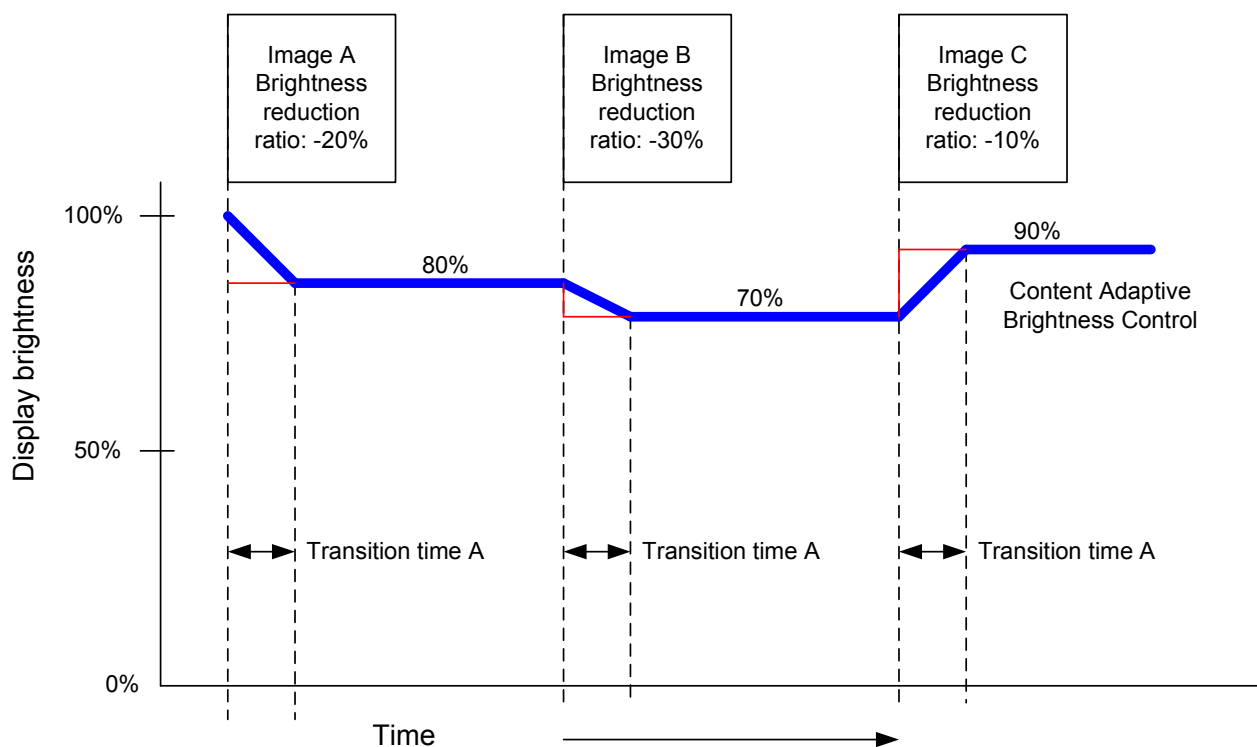 Image A
Brightness
reduction
ratio: -20%
Image B
Brightness
reduction
ratio: -30%
Image C
Brightness
reduction
ratio: -10%
100%
80%
70%
90%
Content Adaptive
Brightness Control
Display brightness
50%
Transition time A
Transition time A
Transition time A
0%
Time